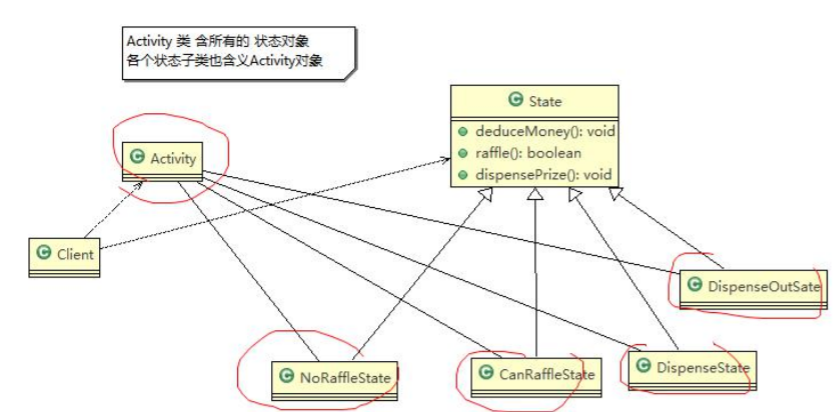 Activity 类 含所有的 状态对象
各个状态子类也含义Activity对象
State
deduceMoney(): void
raffle(): boolean
dispensePrize(): void
Activity
Client
DispenseOutSate
NoRaffleState
CanRaffleState
DispenseState